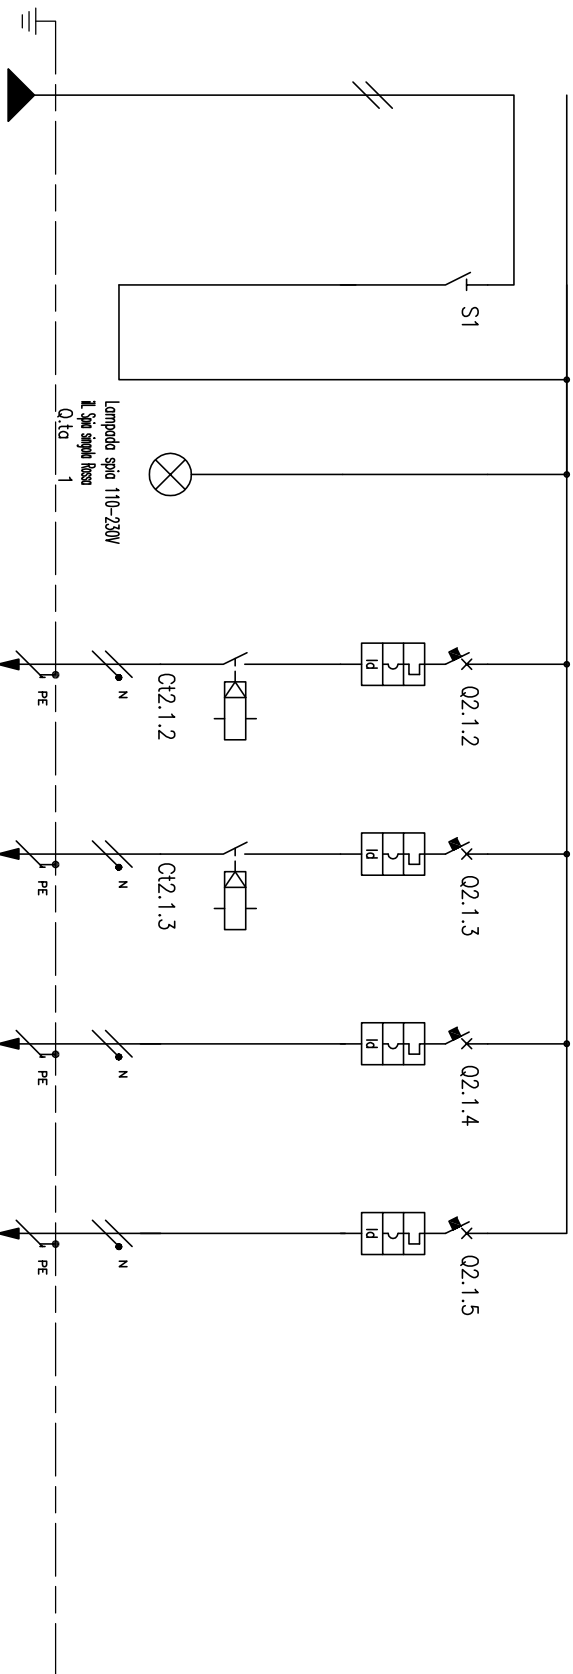 S1
Lampada spia 110-230V
il. Spia singola Rossa
Q.ta 1
Q2.1.2
Id
Ct2.1.2
N
PE
Q2.1.3
Id
Ct2.1.3
N
PE
Q2.1.4
Id
N
PE
Q2.1.5
Id
N
PE